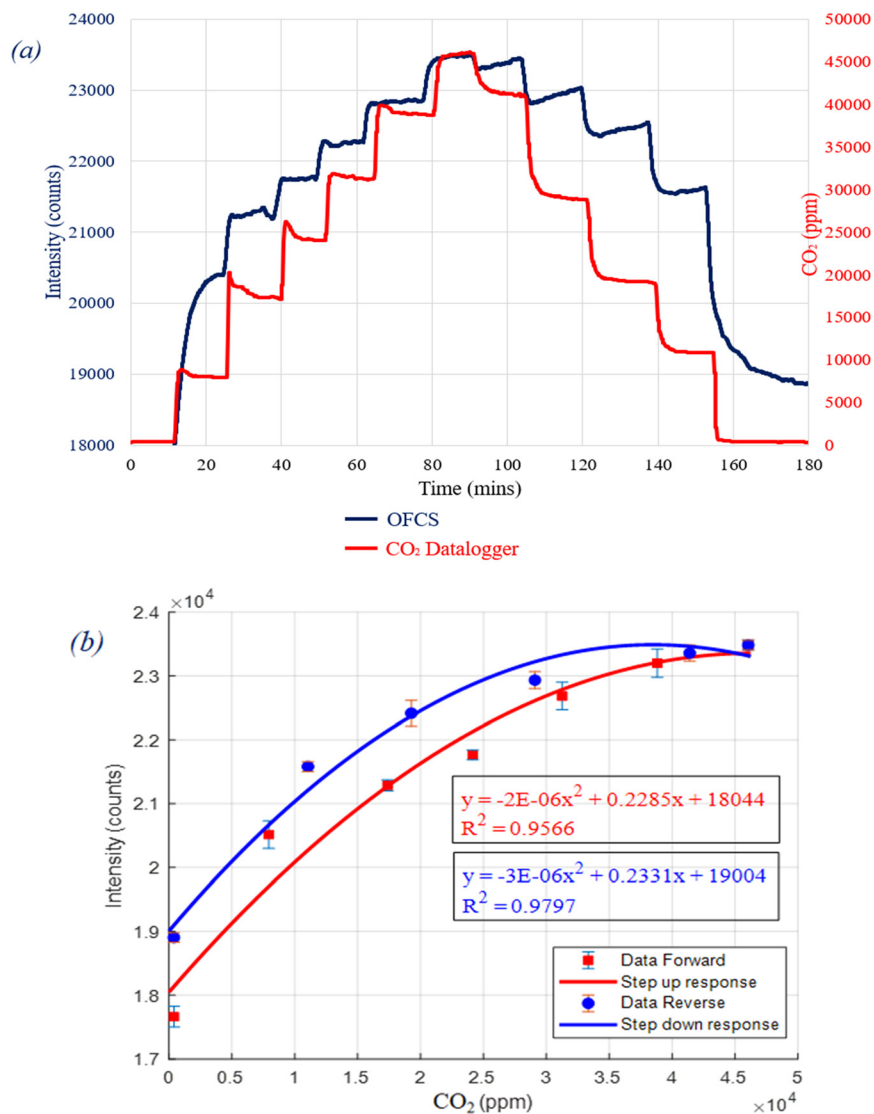 (a)
24000
23000
22000
21000
20000
19000
18000
Intensity (counts)
50000
45000
40000
35000
30000
25000
20000
15000
10000
5000
0
CO₂ (ppm)
0 20 40 60 80 100 120 140 160 180
Time (mins)
OFCS
CO₂ Datalogger
(b)
×10⁴
2.4
2.3
2.2
2.1
2
1.9
1.8
1.7
Intensity (counts)
y = -2E-06x² + 0.2285x + 18044
R² = 0.9566
y = -3E-06x² + 0.2331x + 19004
R² = 0.9797
Data Forward
Step up response
Data Reverse
Step down response
0 0.5 1 1.5 2 2.5 3 3.5 4 4.5 5
CO₂ (ppm)
×10⁴